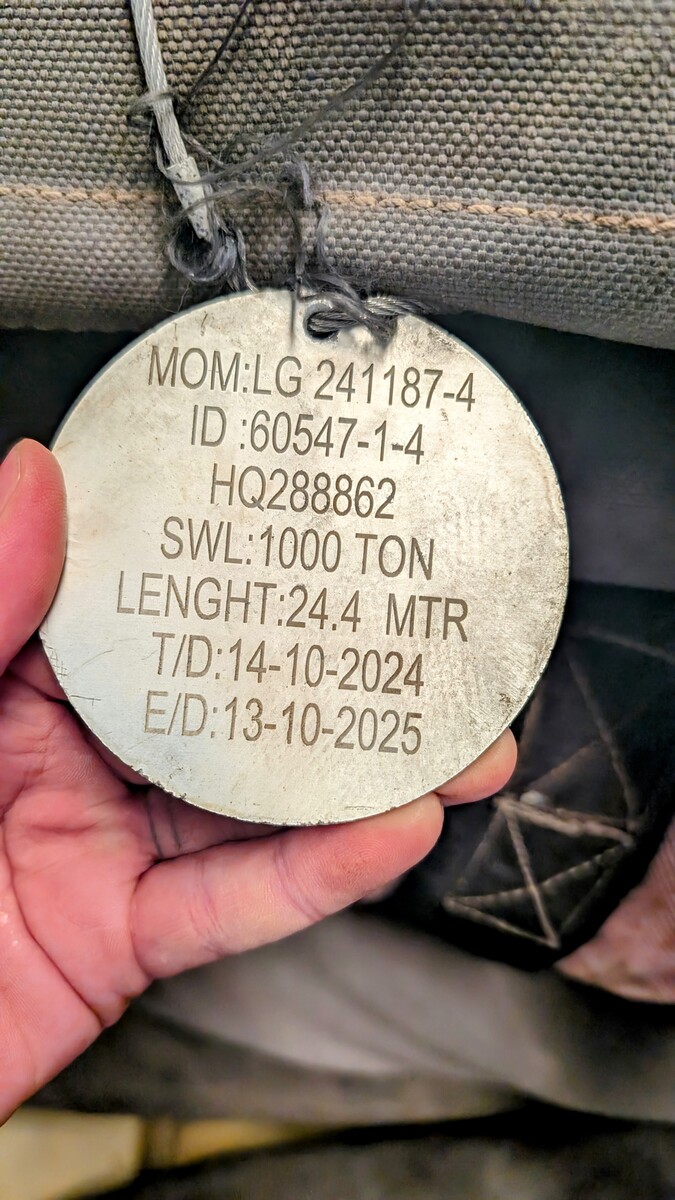 MOM:LG 241187-4
ID :60547-1-4
HQ288862
SWL:1000 TON
LENGHT:24.4 MTR
T/D:14-10-2024
E/D:13-10-2025